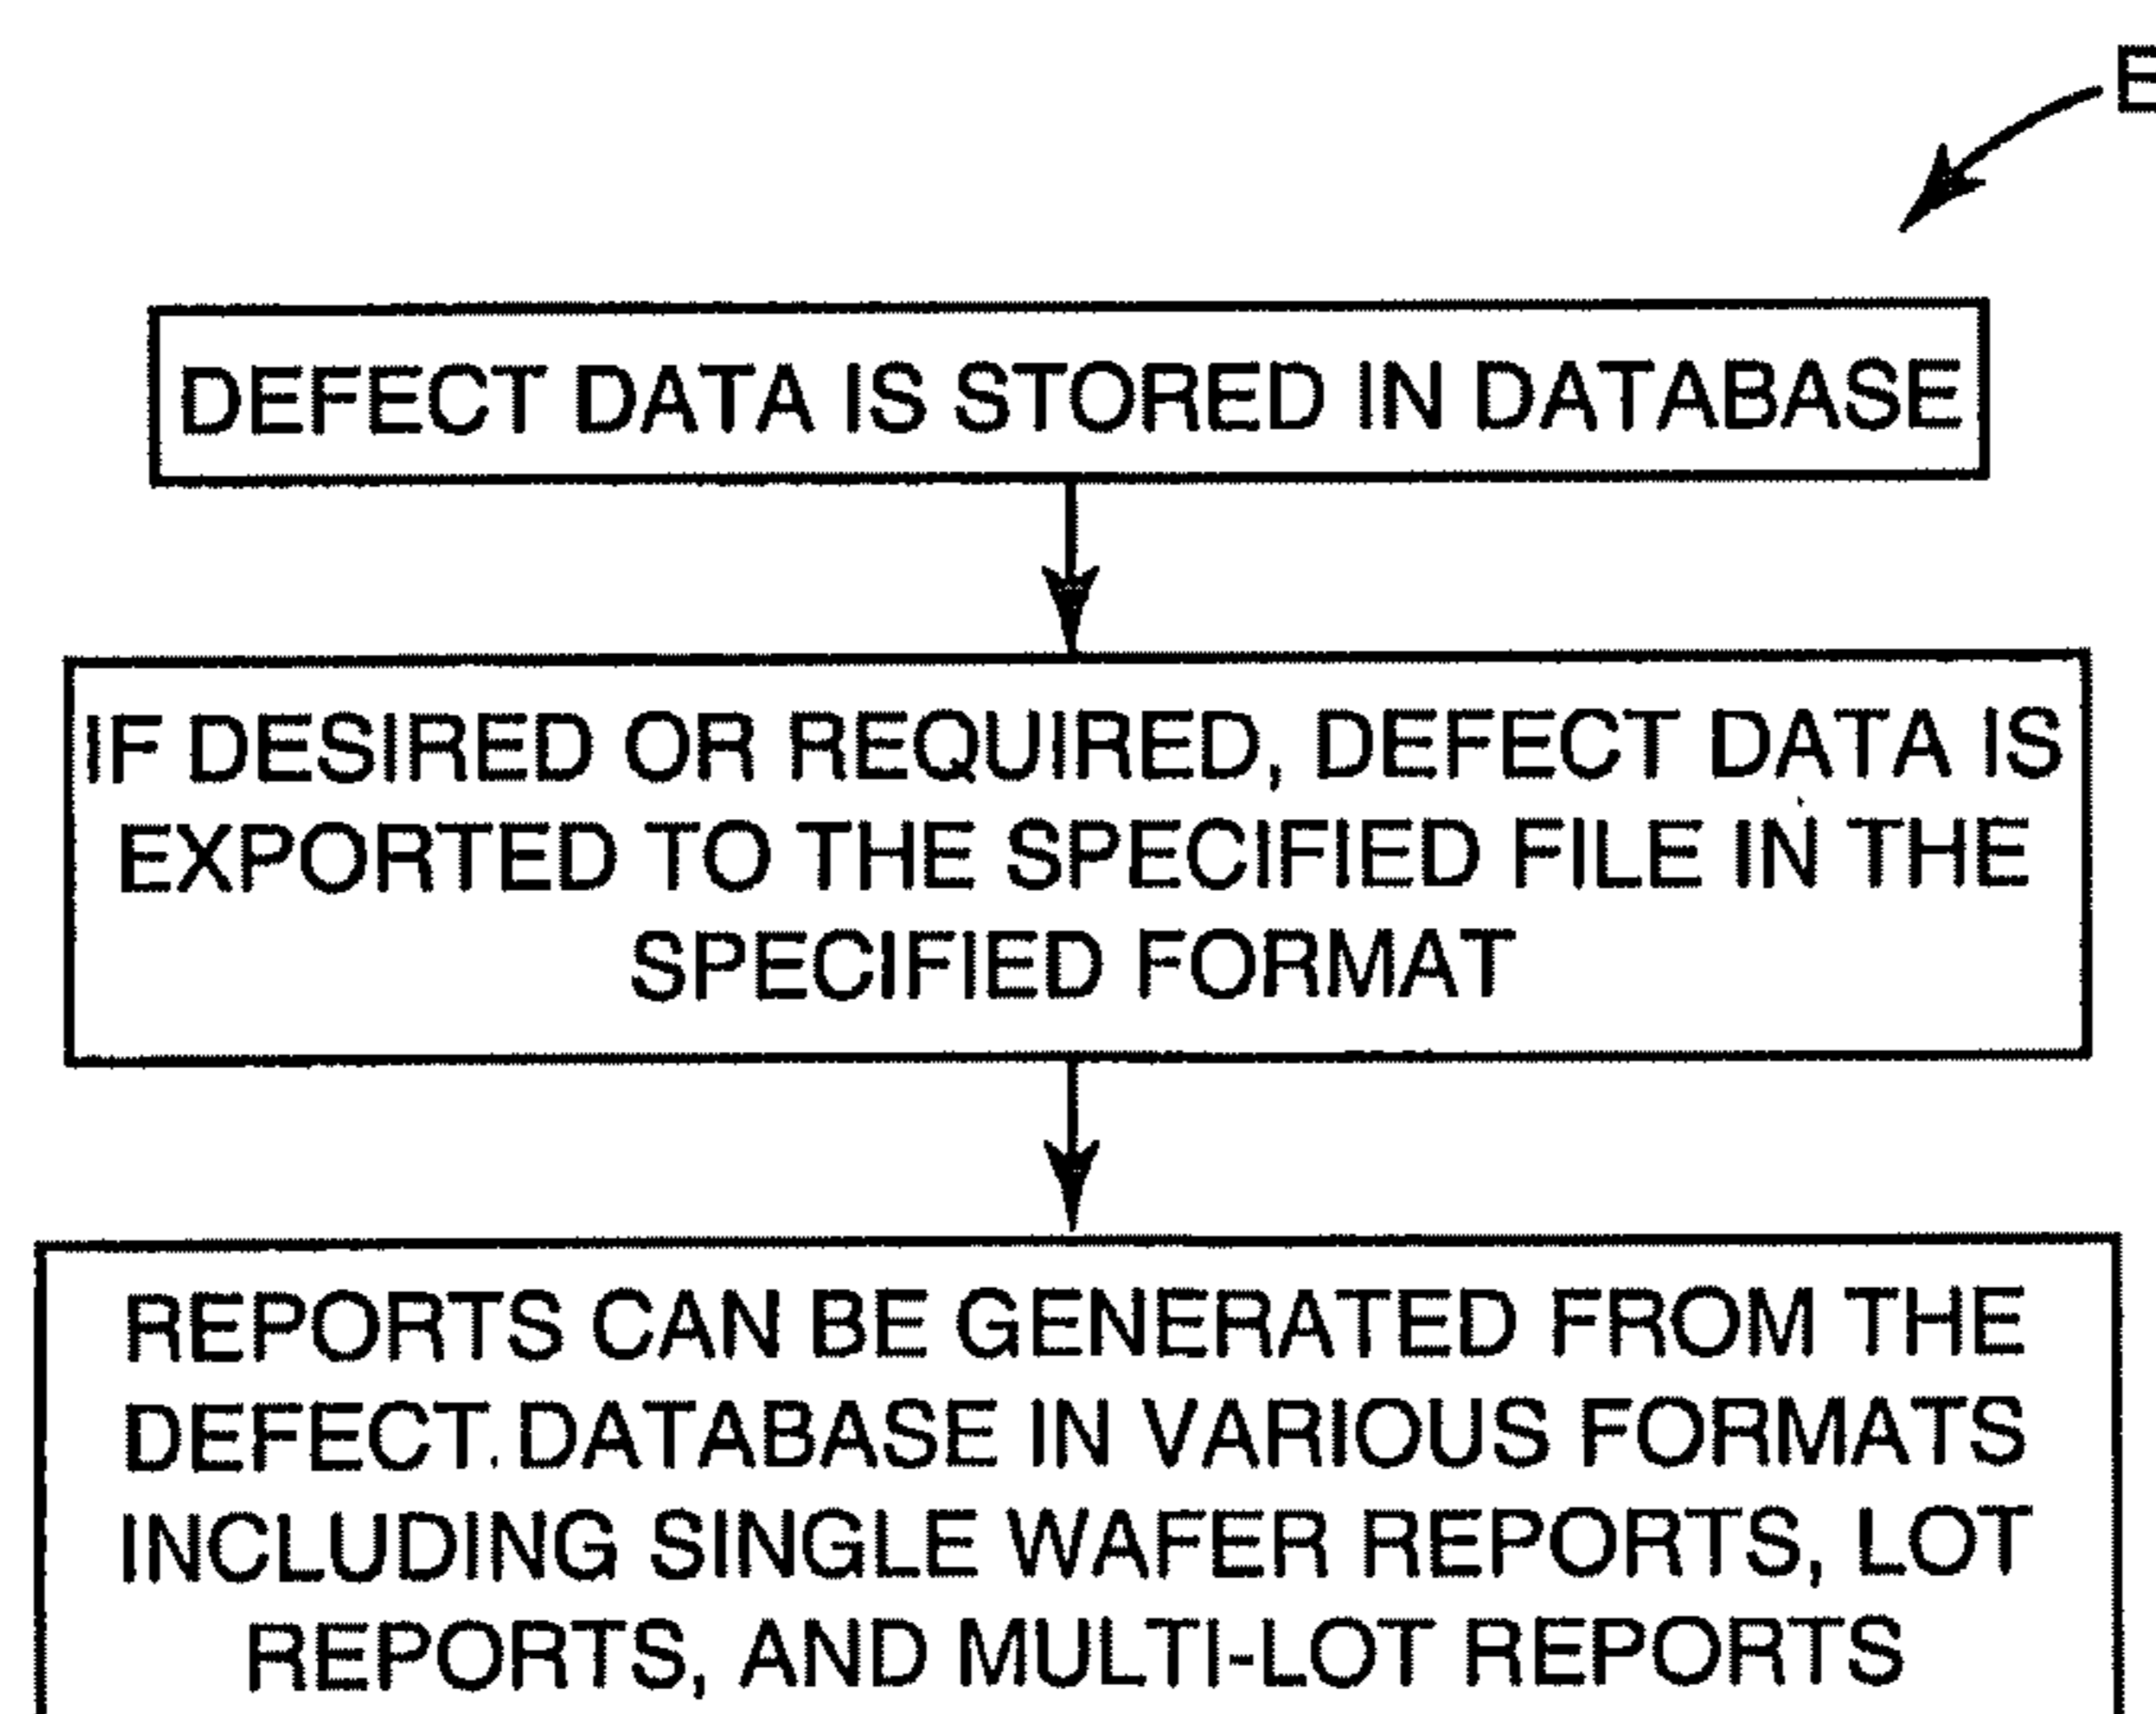 E
DEFECT DATA IS STORED IN DATABASE
IF DESIRED OR REQUIRED, DEFECT DATA IS
EXPORTED TO THE SPECIFIED FILE IN THE
SPECIFIED FORMAT
REPORTS CAN BE GENERATED FROM THE
DEFECT. DATABASE IN VARIOUS FORMATS
INCLUDING SINGLE WAFER REPORTS, LOT
REPORTS, AND MULTI-LOT REPORTS